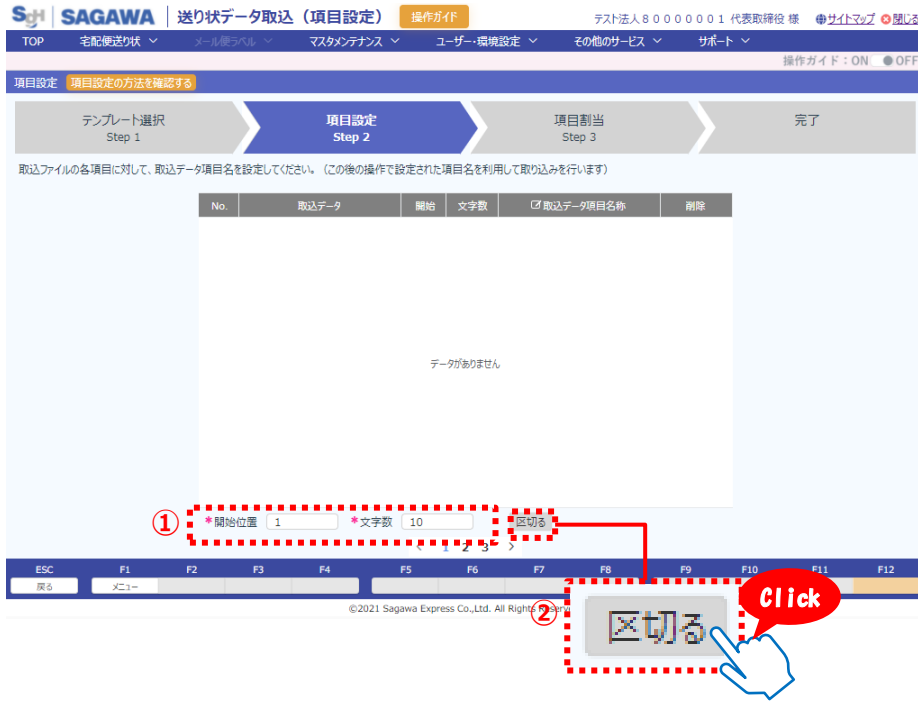 SGH SAGAWA 送り状データ取込（項目設定） 操作ガイド テスト法人８０００００１ 代表取締役 様 サイトマップ 閉じる
TOP 宅配便送り状 メール便ラベル マスタメンテナンス ユーザー・環境設定 その他のサービス サポート
操作ガイド：ON OFF
項目設定 項目設定の方法を確認する
テンプレート選択 項目設定 項目割当 完了
Step 1 Step 2 Step 3
取込ファイルの各項目に対して、取込データ項目名を設定してください。（この後の操作で設定された項目名を利用して取り込みを行います）
No. 取込データ 開始 文字数 取込データ項目名称 削除
データがありません
① *開始位置 1 *文字数 10 区切る
< 1 2 3 >
ESC F1 F2 F3 F4 F5 F6 F7 F8 F9 F10 F11 F12
戻る メニュー
©2021 Sagawa Express Co.,Ltd. All Rights
② 区切る Click